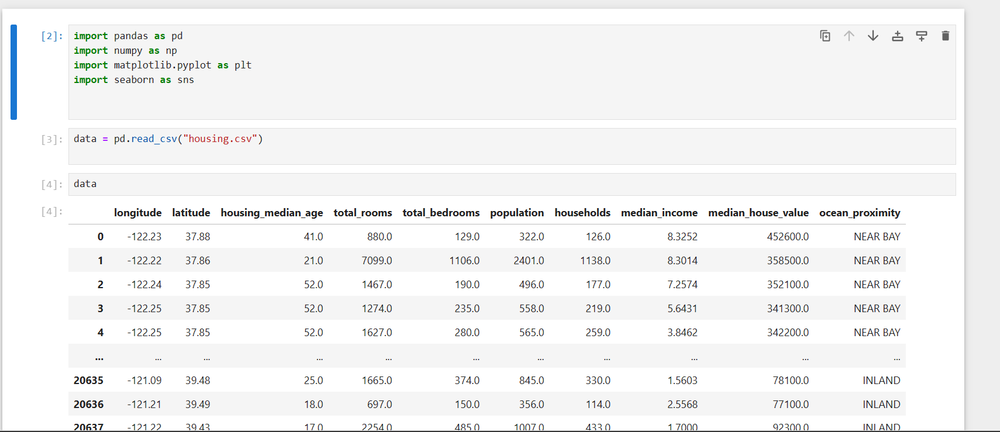 [2]: import pandas as pd
import numpy as np
import matplotlib.pyplot as plt
import seaborn as sns
[3]: data = pd.read_csv("housing.csv")
[4]: data
[4]: longitude latitude housing_median_age total_rooms total_bedrooms population households median_income median_house_value ocean_proximity
0 -122.23 37.88 41.0 880.0 129.0 322.0 126.0 8.3252 452600.0 NEAR BAY
1 -122.22 37.86 21.0 7099.0 1106.0 2401.0 1138.0 8.3014 358500.0 NEAR BAY
2 -122.24 37.85 52.0 1467.0 190.0 496.0 177.0 7.2574 352100.0 NEAR BAY
3 -122.25 37.85 52.0 1274.0 235.0 558.0 219.0 5.6431 341300.0 NEAR BAY
4 -122.25 37.85 52.0 1627.0 280.0 565.0 259.0 3.8462 342200.0 NEAR BAY
... ... ... ... ... ... ... ... ... ... ...
20635 -121.09 39.48 25.0 1665.0 374.0 845.0 330.0 1.5603 78100.0 INLAND
20636 -121.21 39.49 18.0 697.0 150.0 356.0 114.0 2.5568 77100.0 INLAND
20637 -121.22 39.43 17.0 2254.0 485.0 1007.0 433.0 1.7000 92300.0 INLAND